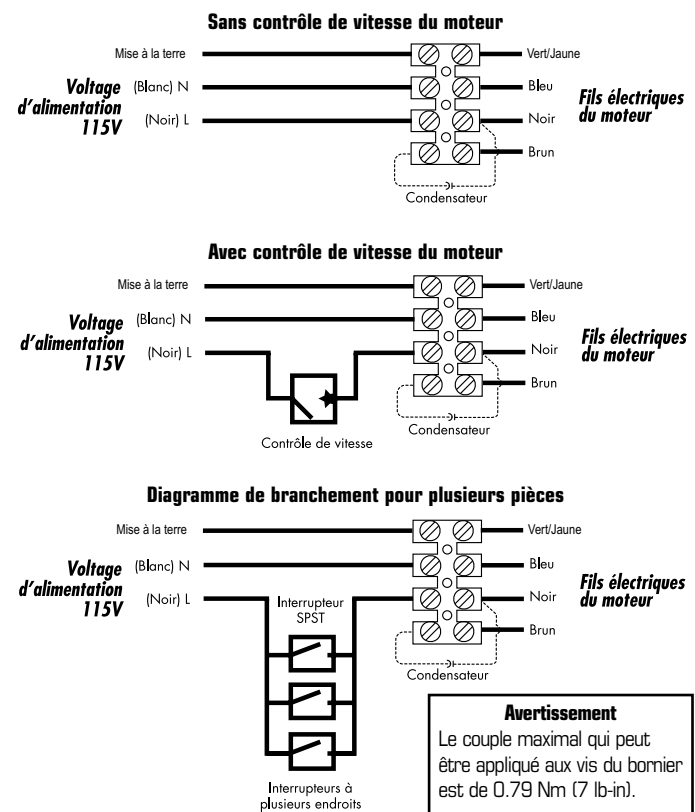 Sans contrôle de vitesse du moteur
Mise à la terre
Vert/Jaune
Voltage
d'alimentation
115V
(Blanc) N
Bleu
Fils électriques
du moteur
(Noir) L
Noir
Brun
Condensateur
Avec contrôle de vitesse du moteur
Mise à la terre
Vert/Jaune
Voltage
d'alimentation
115V
(Blanc) N
Bleu
Fils électriques
du moteur
(Noir) L
Noir
Brun
Condensateur
Contrôle de vitesse
Diagramme de branchement pour plusieurs pièces
Mise à la terre
Vert/Jaune
Voltage
d'alimentation
115V
(Blanc) N
Bleu
Fils électriques
du moteur
(Noir) L
Noir
Interrupteur
SPST
Brun
Condensateur
Interrupteurs à
plusieurs endroits
Avertissement
Le couple maximal qui peut
être appliqué aux vis du bornier
est de 0.79 Nm (7 lb-in).